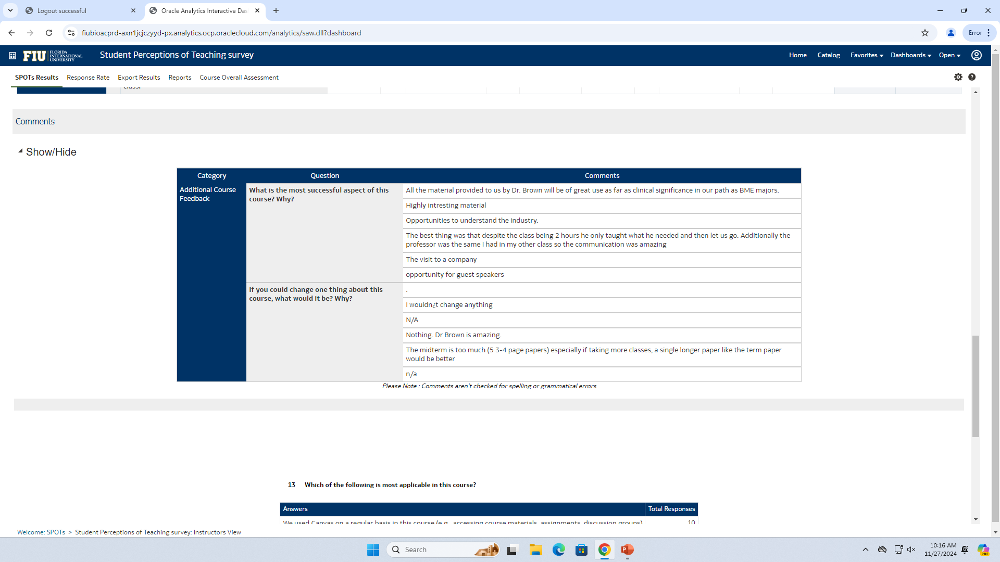 Logout successful
Oracle Analytics Interactive Das
fiubioacprd-axn1jcjczyyd-px.analytics.ocp.oraclecloud.com/analytics/saw.dll?dashboard
Error
FIU FLORIDA INTERNATIONAL UNIVERSITY
Student Perceptions of Teaching survey
Home Catalog Favorites Dashboards Open
SPOTs Results Response Rate Export Results Reports Course Overall Assessment
class.
Comments
Show/Hide
Category Question Comments
Additional Course
Feedback
What is the most successful aspect of this
course? Why?
All the material provided to us by Dr. Brown will be of great use as far as clinical significance in our path as BME majors.
Highly intresting material
Opportunities to understand the industry.
The best thing was that despite the class being 2 hours he only taught what he needed and then let us go. Additionally the
professor was the same I had in my other class so the communication was amazing
The visit to a company
opportunity for guest speakers
If you could change one thing about this
course, what would it be? Why?
.
I wouldn¿t change anything
N/A
Nothing. Dr Brown is amazing.
The midterm is too much (5 3-4 page papers) especially if taking more classes, a single longer paper like the term paper
would be better
n/a
Please Note : Comments aren't checked for spelling or grammatical errors
13 Which of the following is most applicable in this course?
Answers Total Responses
We used Canvas on a regular basis in this course (e.g., accessing course materials, assignments, discussion groups) 10
Welcome: SPOTs > Student Perceptions of Teaching survey: Instructors View
Search
10:16 AM
11/27/2024
PRE